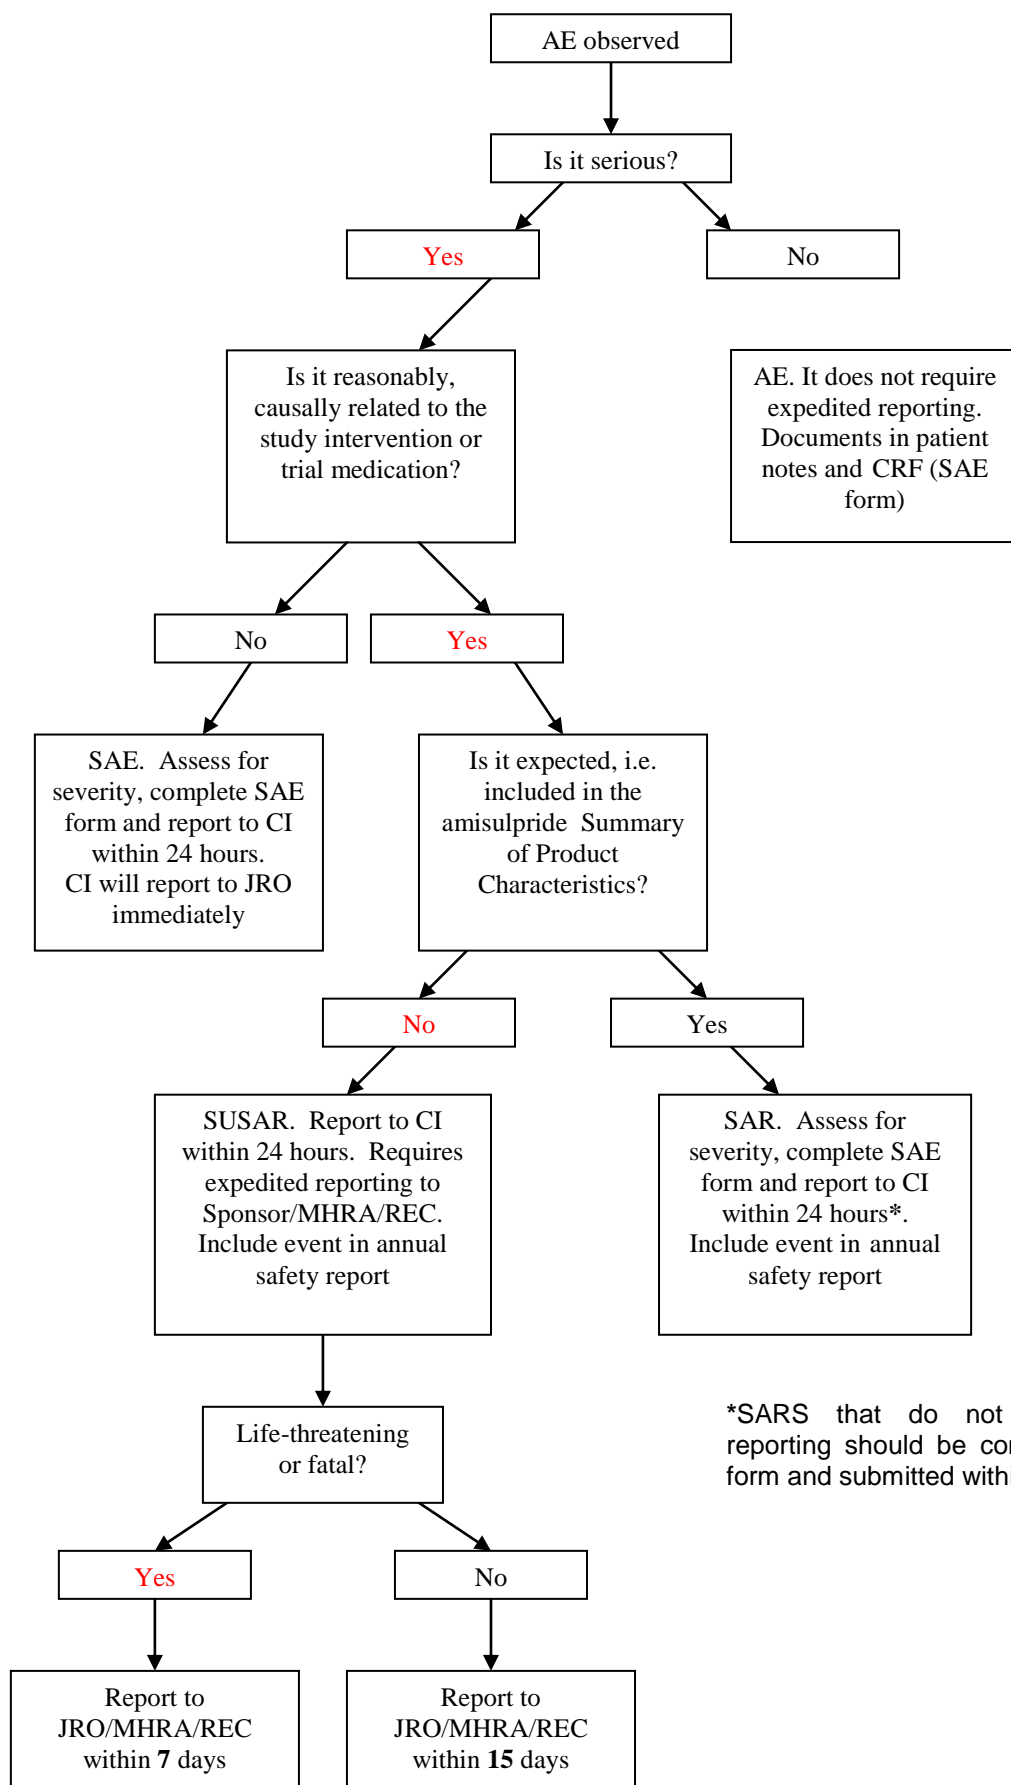 AE observed
Is it serious?
Yes
No
Is it reasonably,
causally related to the
study intervention or
trial medication?
AE. It does not require
expedited reporting.
Documents in patient
notes and CRF (SAE
form)
No
Yes
SAE. Assess for
severity, complete SAE
form and report to CI
within 24 hours.
CI will report to JRO
immediately
Is it expected, i.e.
included in the
amisulpride Summary
of Product
Characteristics?
No
Yes
SUSAR. Report to CI
within 24 hours. Requires
expedited reporting to
Sponsor/MHRA/REC.
Include event in annual
safety report
SAR. Assess for
severity, complete SAE
form and report to CI
within 24 hours*.
Include event in annual
safety report
*SARS that do not
reporting should be
form and submitted
Life-threatening
or fatal?
Yes
No
Report to
JRO/MHRA/REC
within 7 days
Report to
JRO/MHRA/REC
within 15 days